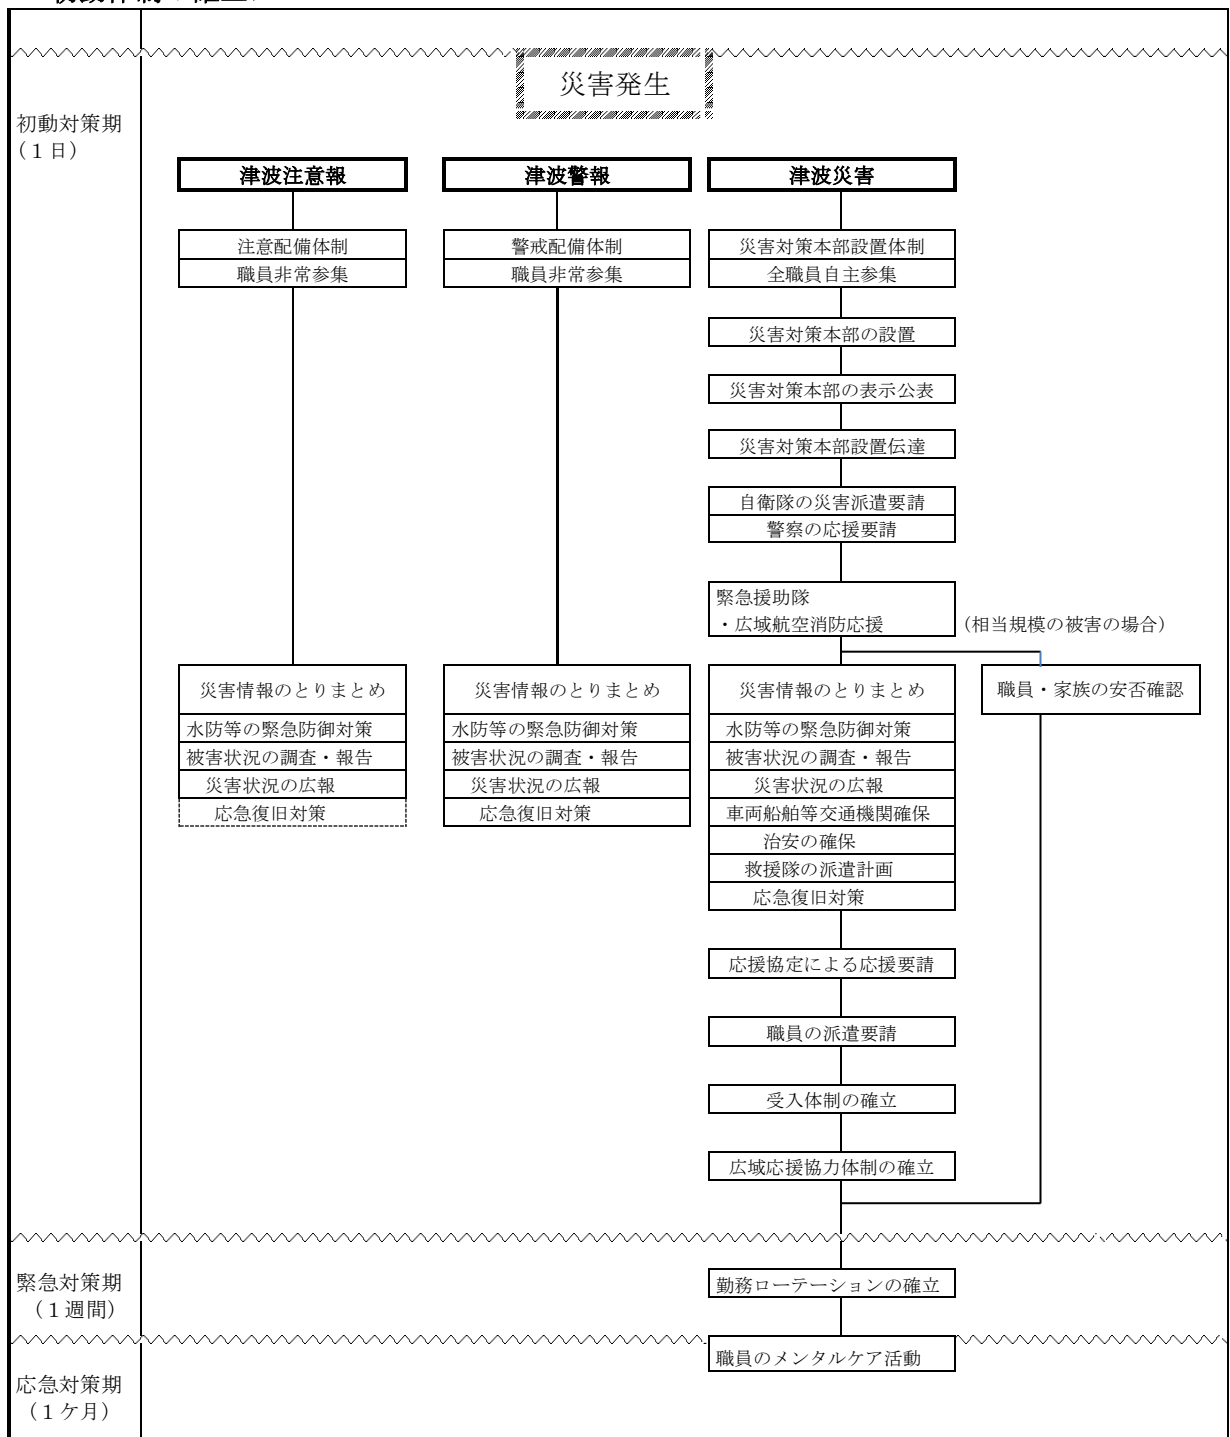 災害発生
初動対策期
(1日)
津波注意報
津波警報
津波災害
注意配備体制
警戒配備体制
災害対策本部設置体制
職員非常参集
職員非常参集
全職員自主参集
災害対策本部の設置
災害対策本部の表示公表
災害対策本部設置伝達
自衛隊の災害派遣要請
警察の応援要請
緊急援助隊
・広域航空消防応援
(相当規模の被害の場合)
災害情報のとりまとめ
災害情報のとりまとめ
災害情報のとりまとめ
職員・家族の安否確認
水防等の緊急防御対策
水防等の緊急防御対策
水防等の緊急防御対策
被害状況の調査・報告
被害状況の調査・報告
被害状況の調査・報告
災害状況の広報
災害状況の広報
災害状況の広報
応急復旧対策
応急復旧対策
車両船舶等交通機関確保
治安の確保
救援隊の派遣計画
応急復旧対策
応援協定による応援要請
職員の派遣要請
受入体制の確立
広域応援協力体制の確立
緊急対策期
(1週間)
勤務ローテーションの確立
職員のメンタルケア活動
応急対策期
(1ケ月)